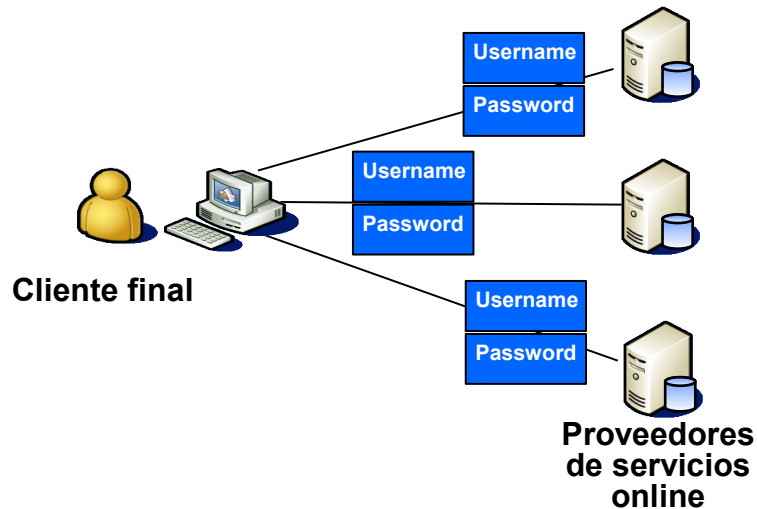 Username
Password
Username
Password
Cliente final
Username
Password
Proveedores
de servicios
online